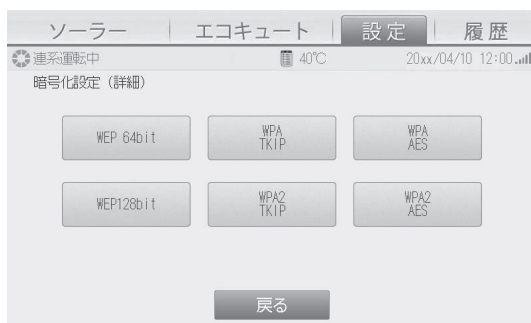 ソーラー エコキュート 設定 履歴
連系運転中 40℃ 20xx/04/10 12:00
暗号化設定（詳細）
WEP 64bit WPA TKIP WPA AES
WEP128bit WPA2 TKIP WPA2 AES
戻る